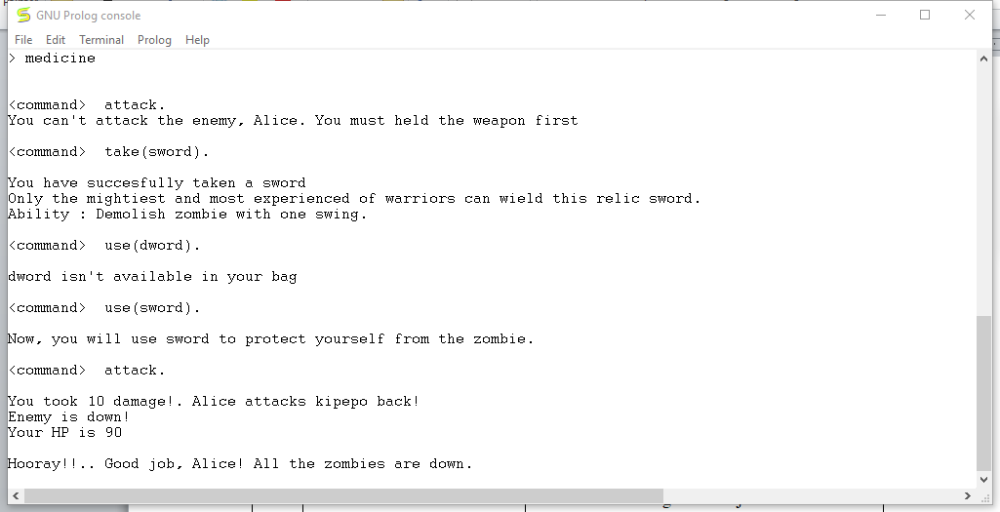 GNU Prolog console
File Edit Terminal Prolog Help
> medicine
<command> attack.
You can't attack the enemy, Alice. You must held the weapon first
<command> take(sword).
You have succesfully taken a sword
Only the mightiest and most experienced of warriors can wield this relic sword.
Ability : Demolish zombie with one swing.
<command> use(dword).
dword isn't available in your bag
<command> use(sword).
Now, you will use sword to protect yourself from the zombie.
<command> attack.
You took 10 damage!. Alice attacks kipepo back!
Enemy is down!
Your HP is 90
Hooray!!.. Good job, Alice! All the zombies are down.